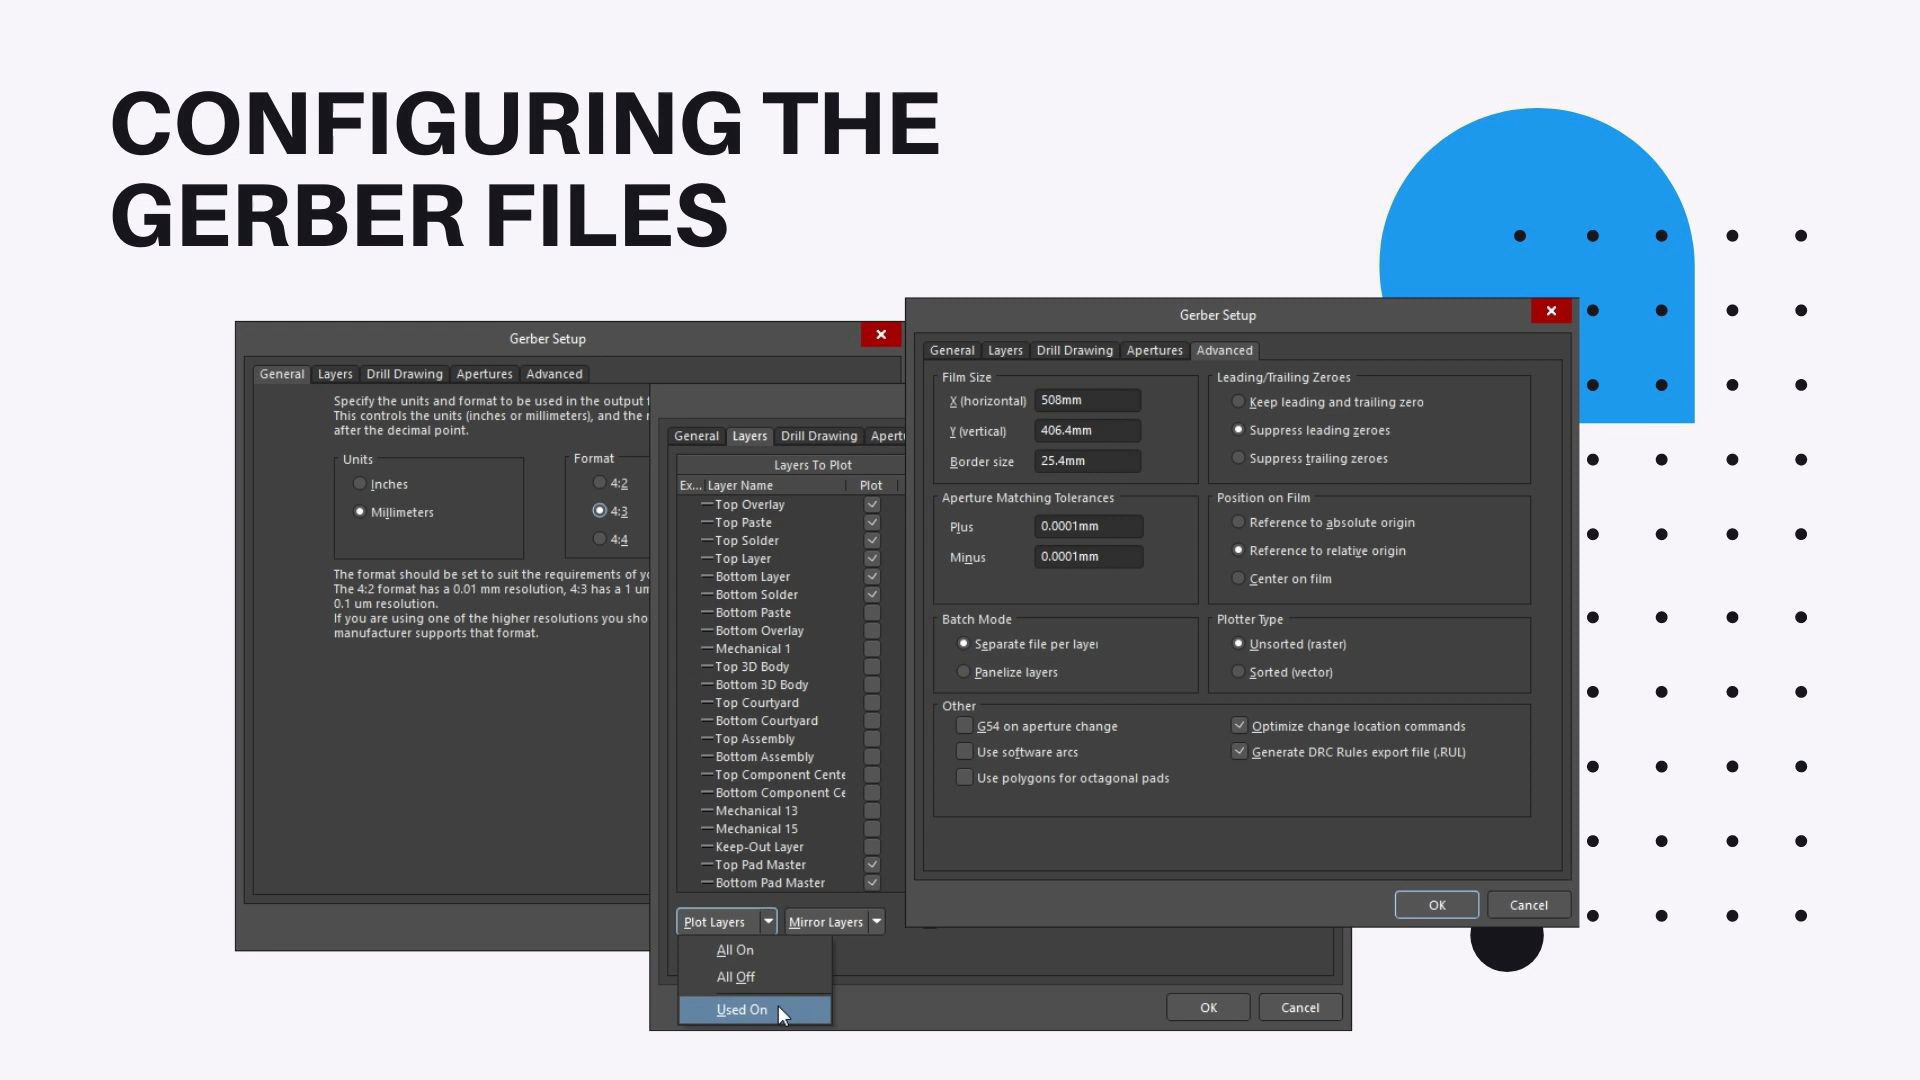 CONFIGURING THE
GERBER FILES
Gerber Setup
General Layers Drill Drawing Apertures Advanced
Specify the units and format to be used in the output
This controls the units (inches or millimeters), and the
after the decimal point.
Units
Inches
Millimeters
Format
4:2
4:3
4:4
The format should be set to suit the requirements of
The 4:2 format has a 0.01 mm resolution, 4:3 has a 1 um
0.1 um resolution.
If you are using one of the higher resolutions you
manufacturer supports that format.
General Layers Drill Drawing
Layers To Plot
Ex... Layer Name Plot
Top Overlay
Top Paste
Top Solder
Top Layer
Bottom Layer
Bottom Solder
Bottom Paste
Bottom Overlay
Mechanical 1
Top 3D Body
Bottom 3D Body
Top Courtyard
Bottom Courtyard
Top Assembly
Bottom Assembly
Top Component Cente
Bottom Component Ce
Mechanical 13
Mechanical 15
Keep-Out Layer
Top Pad Master
Bottom Pad Master
Plot Layers Mirror Layers
All On
All Off
Used On
OK Cancel
Gerber Setup
General Layers Drill Drawing Apertures Advanced
Film Size
X (horizontal) 508mm
Y (vertical) 406.4mm
Border size 25.4mm
Leading/Trailing Zeroes
Keep leading and trailing zero
Suppress leading zeroes
Suppress trailing zeroes
Aperture Matching Tolerances
Plus 0.0001mm
Minus 0.0001mm
Position on Film
Reference to absolute origin
Reference to relative origin
Center on film
Batch Mode
Separate file per layer
Panelize layers
Plotter Type
Unsorted (raster)
Sorted (vector)
Other
G54 on aperture change
Use software arcs
Use polygons for octagonal pads
Optimize change location commands
Generate DRC Rules export file (.RUL)
OK Cancel